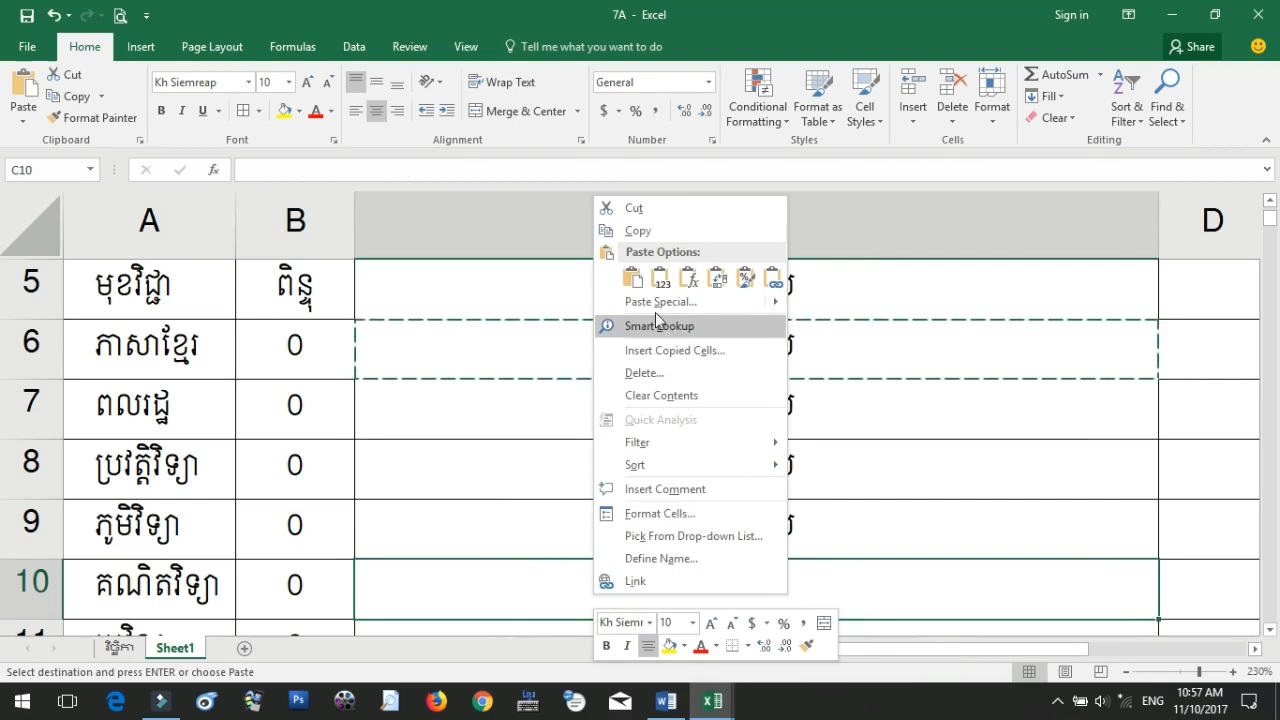 7A - Excel
Sign in
File Home Insert Page Layout Formulas Data Review View Tell me what you want to do Share
Paste Cut Copy Format Painter Clipboard
Kh Siemreap 10 B I U Font
Wrap Text Merge & Center Alignment
General $ % , Number
Conditional Formatting Format as Table Cell Styles Styles
Insert Delete Format Cells
AutoSum Fill Clear Sort & Filter Find & Select Editing
C10 fx
A B D
5 មុខវិជ្ជា ពិន្ទុ
6 ភាសាខ្មែរ 0
7 ពលរដ្ឋ 0
8 ប្រវត្តិវិទ្យា 0
9 ភូមិវិទ្យា 0
10 គណិតវិទ្យា 0
Cut
Copy
Paste Options:
123 fx %
Paste Special...
Smart Lookup
Insert Copied Cells...
Delete...
Clear Contents
Quick Analysis
Filter
Sort
Insert Comment
Format Cells...
Pick From Drop-down List...
Define Name...
Link
Kh Siemr 10 A A $ % ,
B I A
Sheet1
Select destination and press ENTER or choose Paste
230%
ENG 10:57 AM
11/10/2017